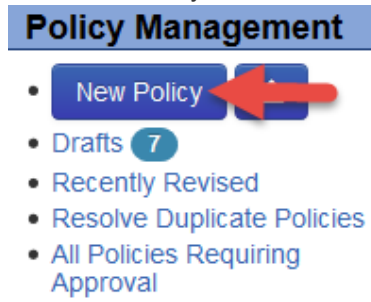 Policy Management
New Policy
Drafts 7
Recently Revised
Resolve Duplicate Policies
All Policies Requiring
Approval